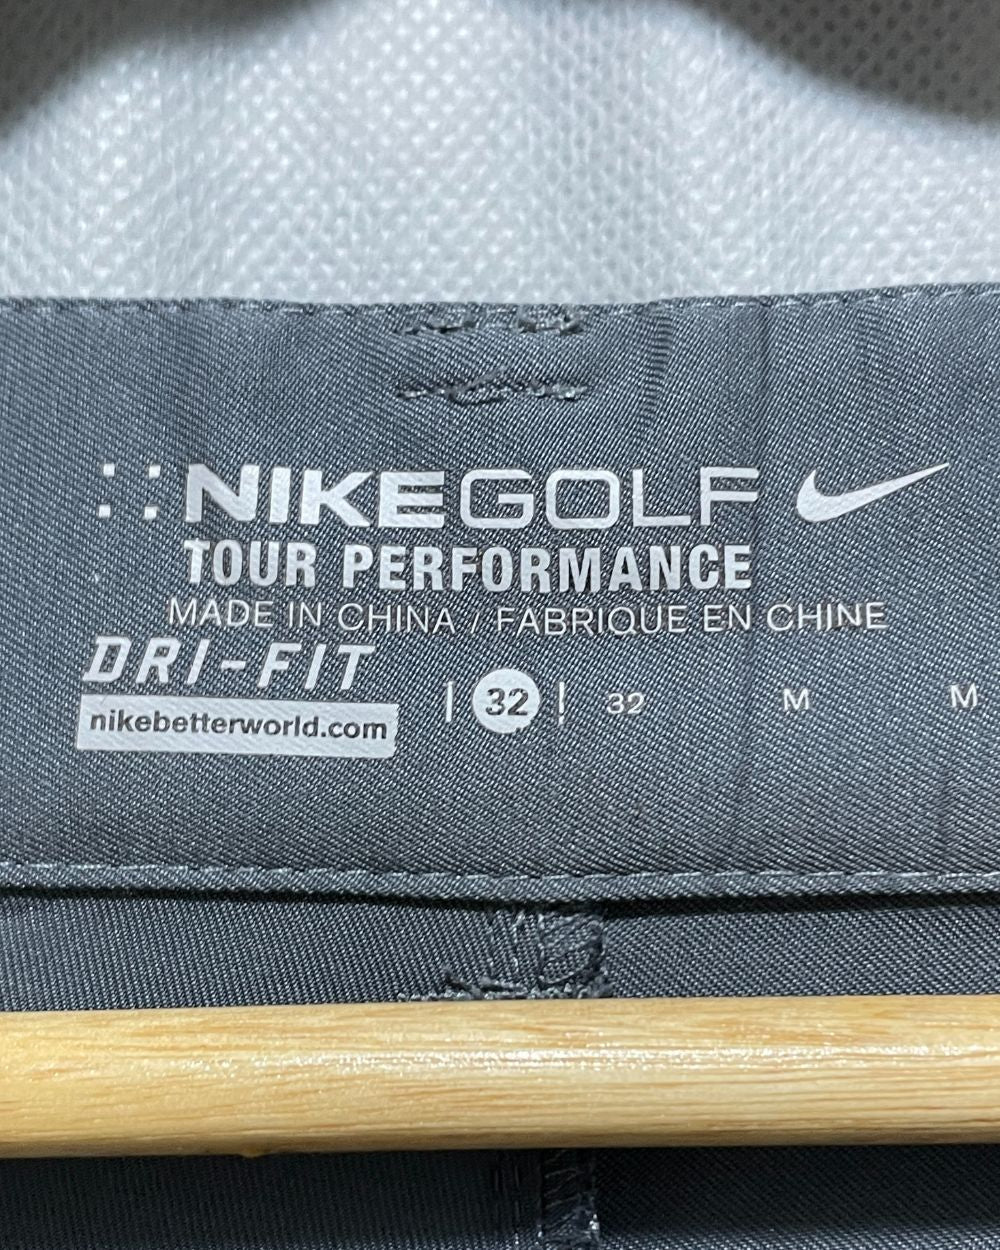 NIKEGOLF
TOUR PERFORMANCE
MADE IN CHINA / FABRIQUE EN CHINE
DRI-FIT
nikebetterworld.com
| 32 | 32 M M